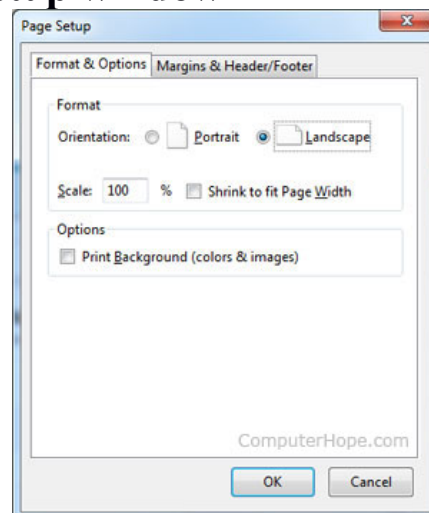 Page Setup
x
Format & Options Margins & Header/Footer
Format
Orientation: Portrait Landscape
Scale: 100 % Shrink to fit Page Width
Options
Print Background (colors & images)
ComputerHope.com
OK Cancel